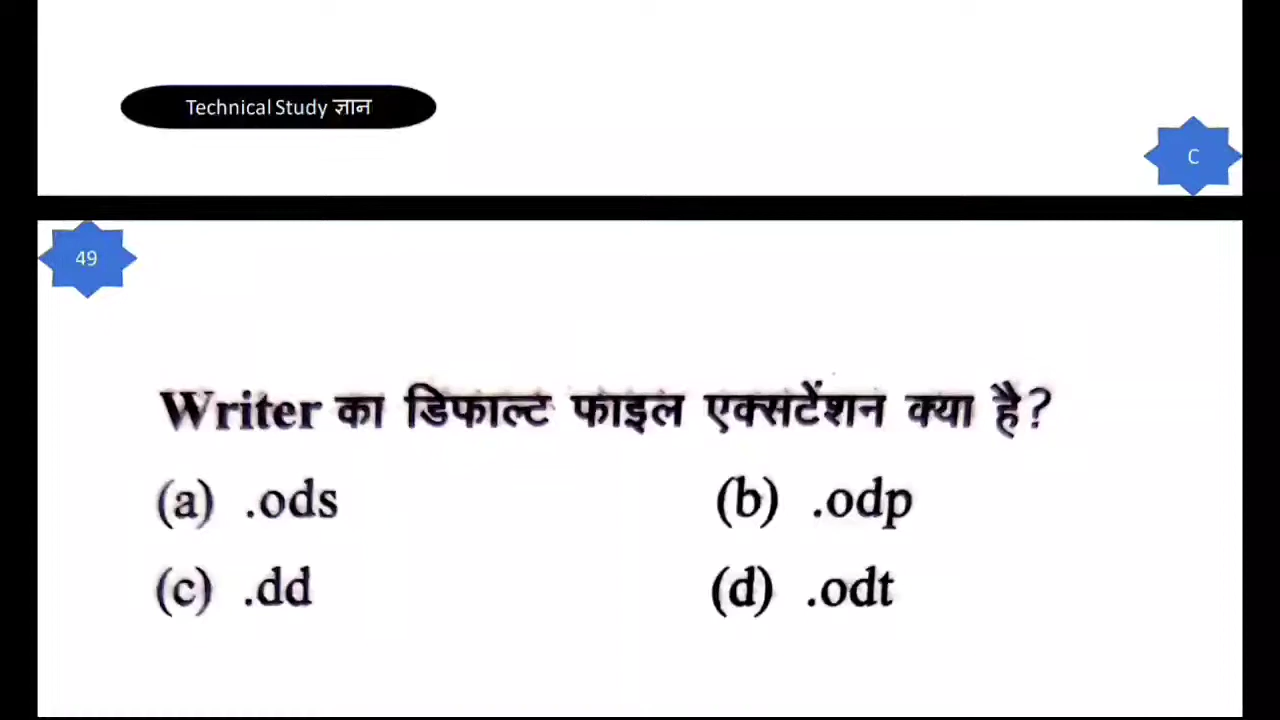 Technical Study ज्ञान
C
49
Writer का डिफाल्ट फाइल एक्सटेंशन क्या है?
(a) .ods (b) .odp
(c) .dd (d) .odt